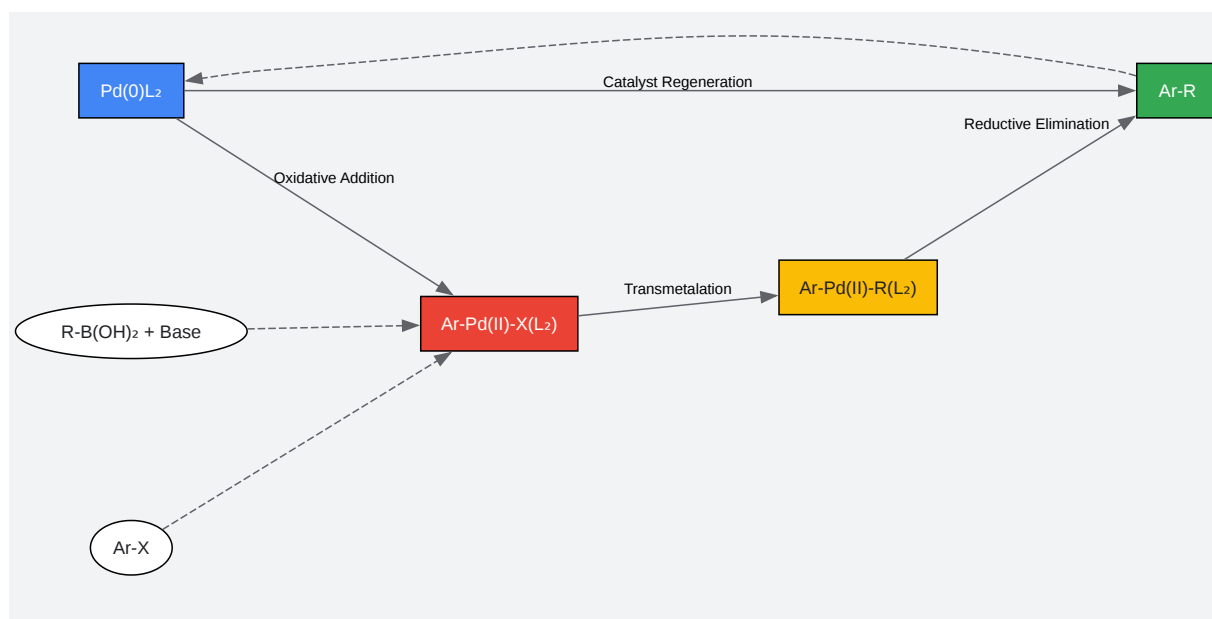 Pd(0)L₂
Catalyst Regeneration
Ar-R
Reductive Elimination
Oxidative Addition
Transmetalation
Ar-Pd(II)-R(L₂)
R-B(OH)₂ + Base
Ar-Pd(II)-X(L₂)
Ar-X